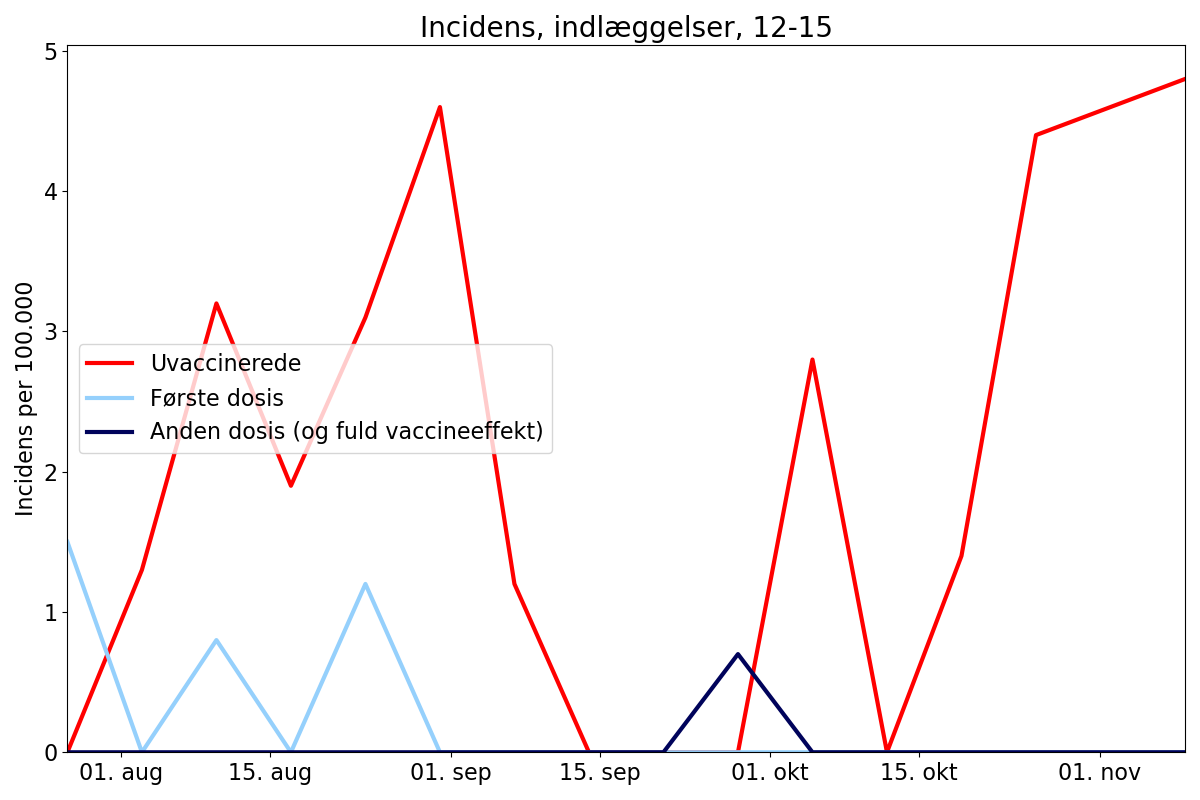 Incidens, indlæggelser, 12-15
Incidens per 100.000
5
4
3
2
1
0
Uvaccinerede
Første dosis
Anden dosis (og fuld vaccineeffekt)
01. aug 15. aug 01. sep 15. sep 01. okt 15. okt 01. nov